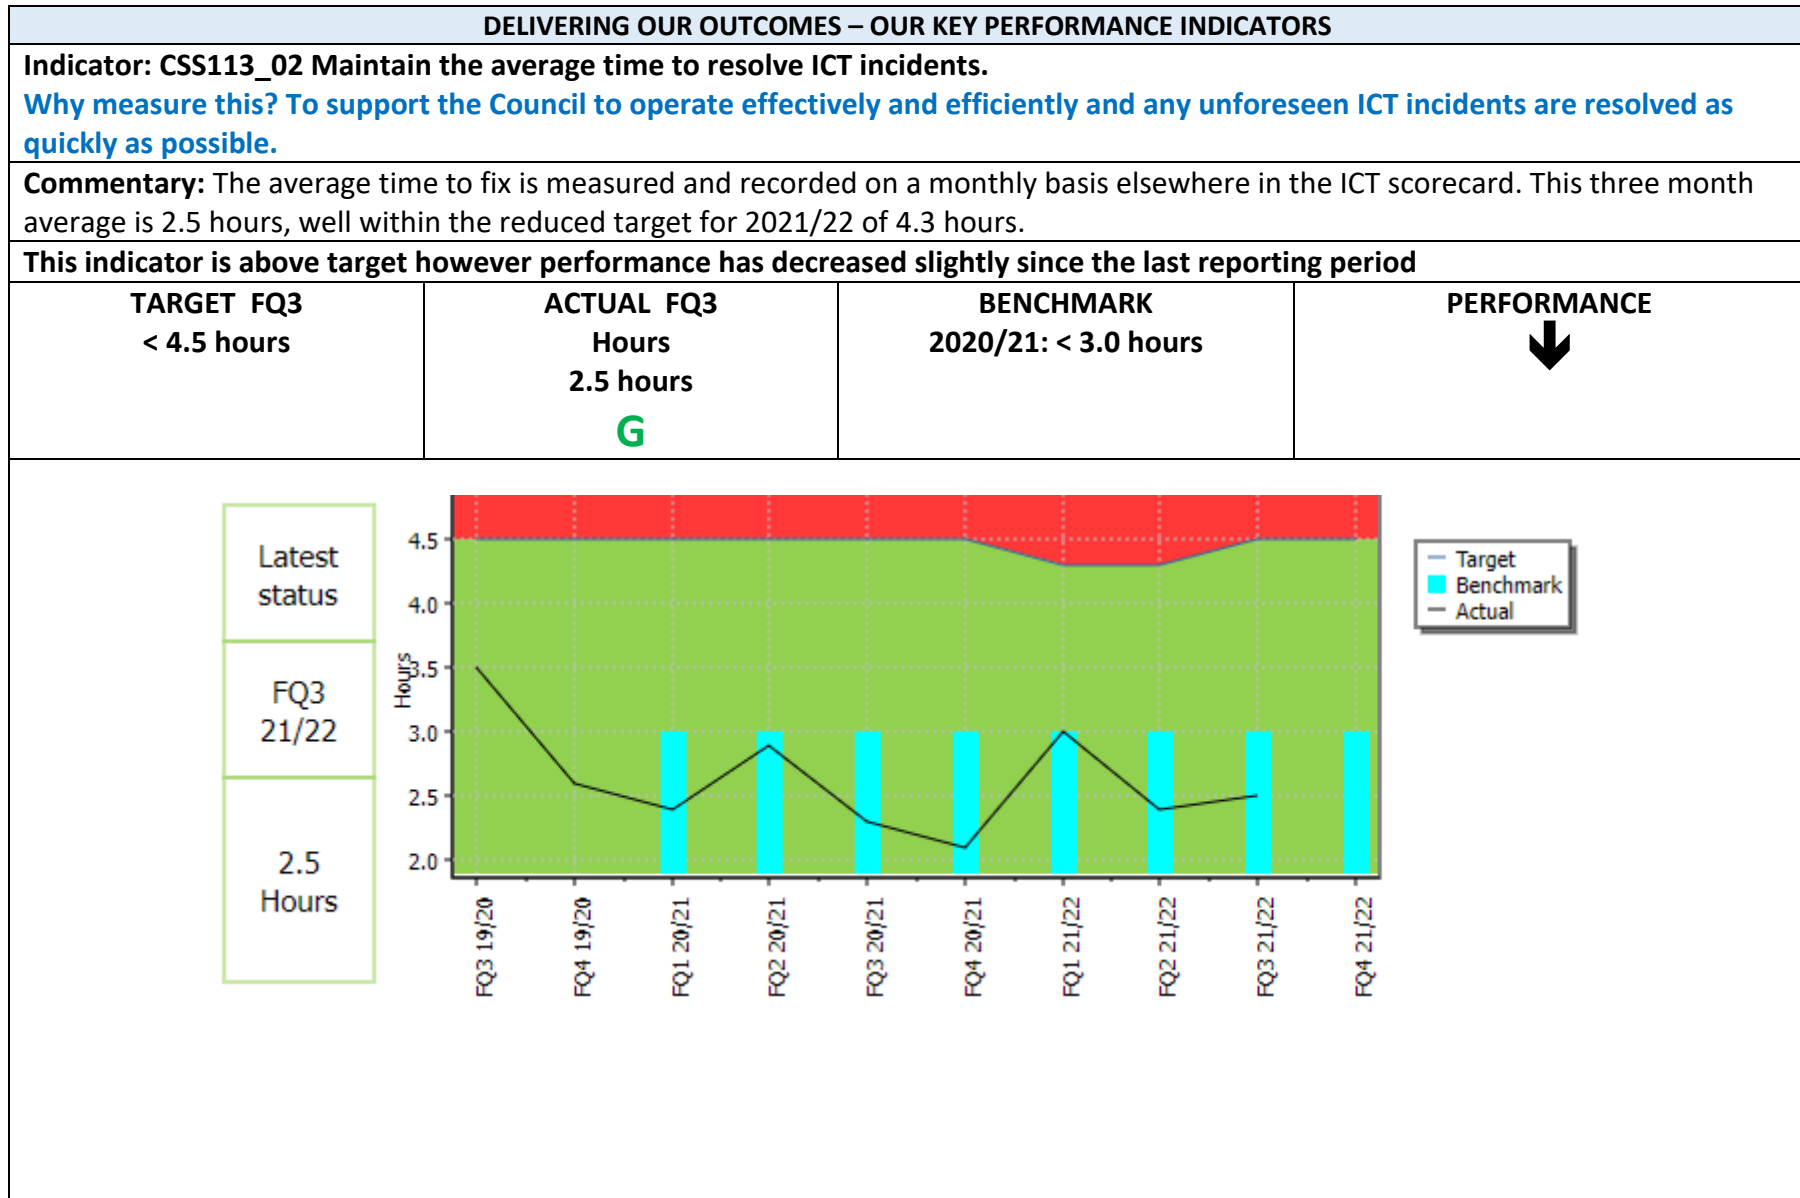 DELIVERING OUR OUTCOMES – OUR KEY PERFORMANCE INDICATORS
Indicator: CSS113_02 Maintain the average time to resolve ICT incidents.
Why measure this? To support the Council to operate effectively and efficiently and any unforeseen ICT incidents are resolved as
quickly as possible.
Commentary: The average time to fix is measured and recorded on a monthly basis elsewhere in the ICT scorecard. This three month
average is 2.5 hours, well within the reduced target for 2021/22 of 4.3 hours.
This indicator is above target however performance has decreased slightly since the last reporting period
TARGET FQ3
< 4.5 hours
ACTUAL FQ3
Hours
2.5 hours
G
BENCHMARK
2020/21: < 3.0 hours
PERFORMANCE
Latest
status
FQ3
21/22
2.5
Hours
Hours
4.5
4.0
3.5
3.0
2.5
2.0
FQ3 19/20
FQ4 19/20
FQ1 20/21
FQ2 20/21
FQ3 20/21
FQ4 20/21
FQ1 21/22
FQ2 21/22
FQ3 21/22
FQ4 21/22
Target
Benchmark
Actual